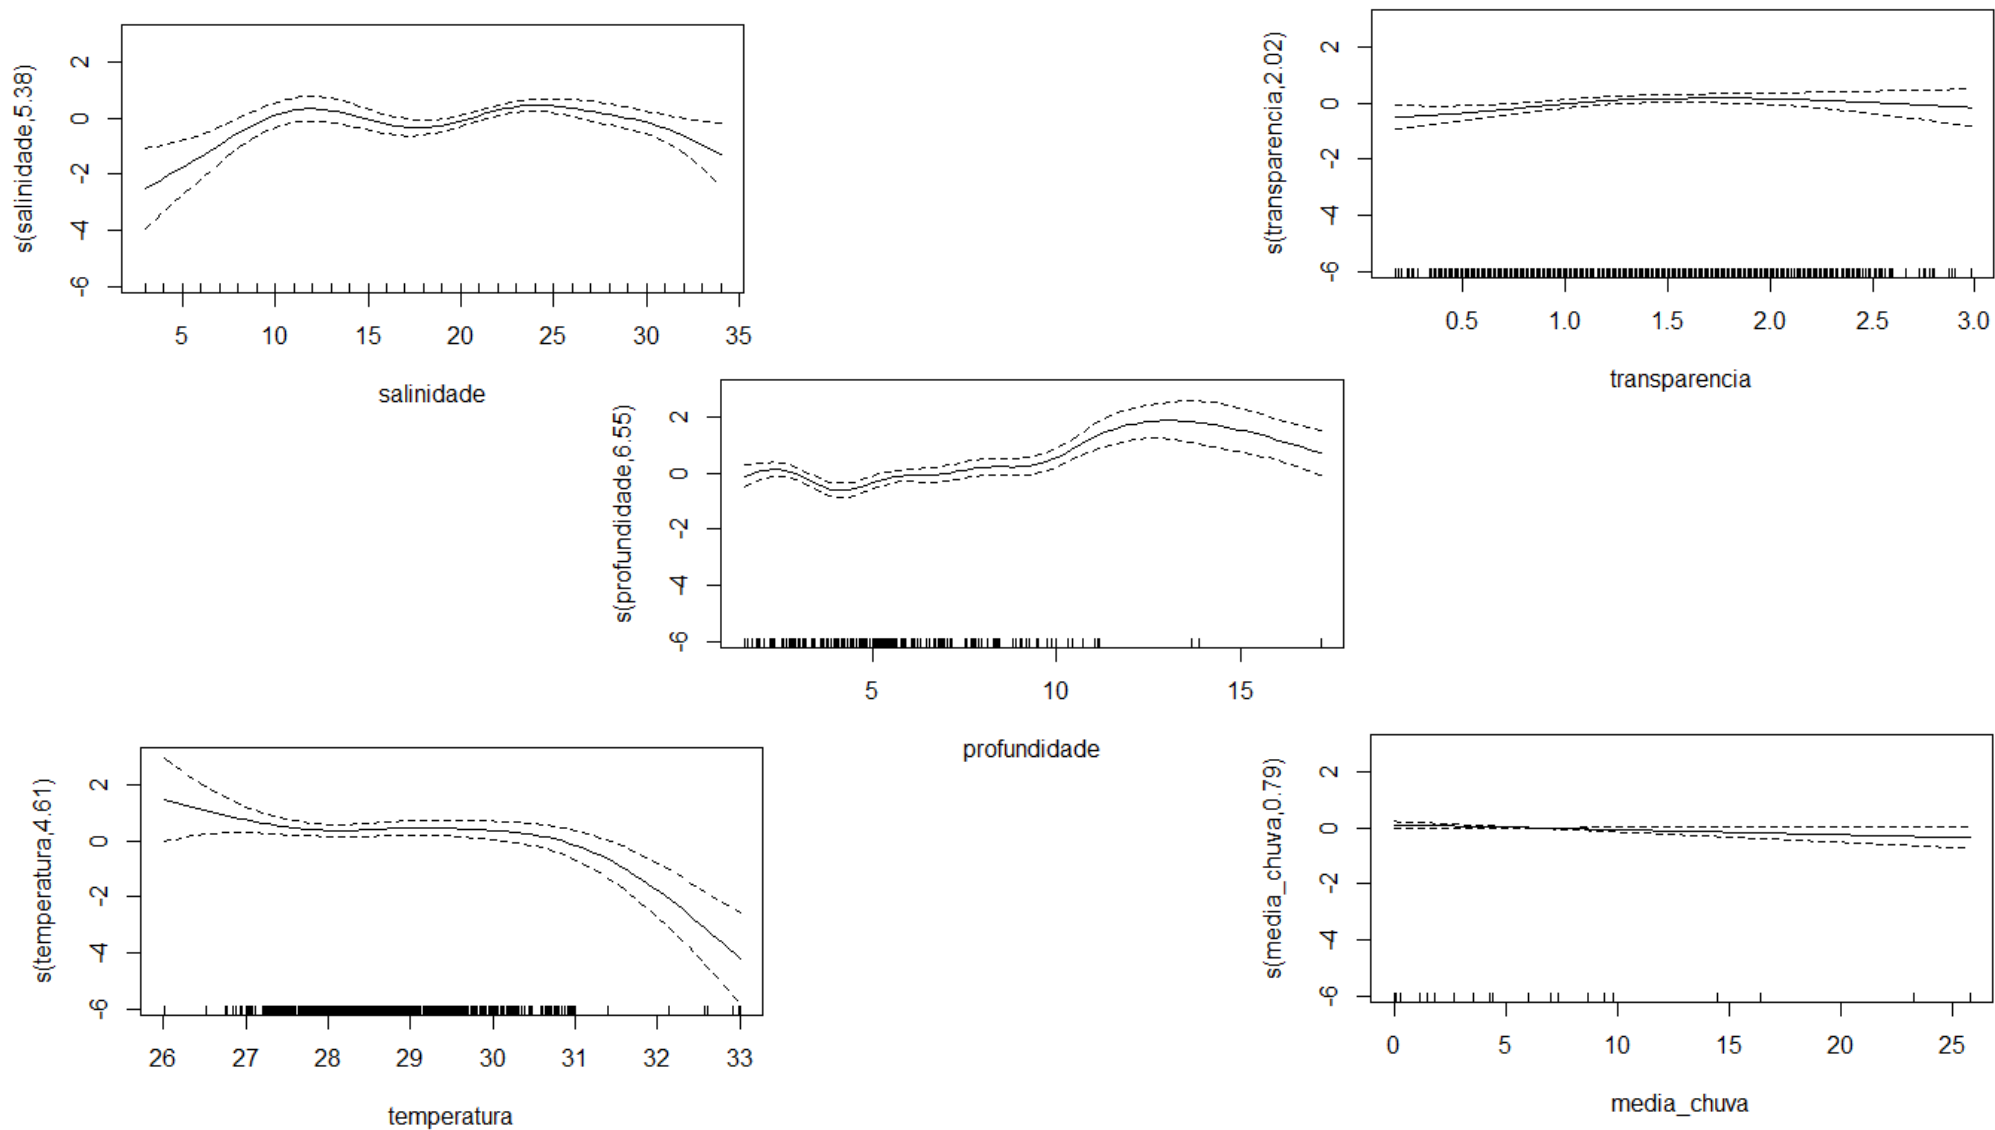 s(salinidade,5.38)
2
0
-2
-4
-6
5 10 15 20 25 30 35
salinidade
s(transparencia,2.02)
2
0
-2
-4
-6
0.5 1.0 1.5 2.0 2.5 3.0
transparencia
s(profundidade,6.55)
2
0
-2
-4
-6
5 10 15
profundidade
s(temperatura,4.61)
2
0
-2
-4
-6
26 27 28 29 30 31 32 33
temperatura
s(media_chuva,0.79)
2
0
-2
-4
-6
0 5 10 15 20 25
media_chuva